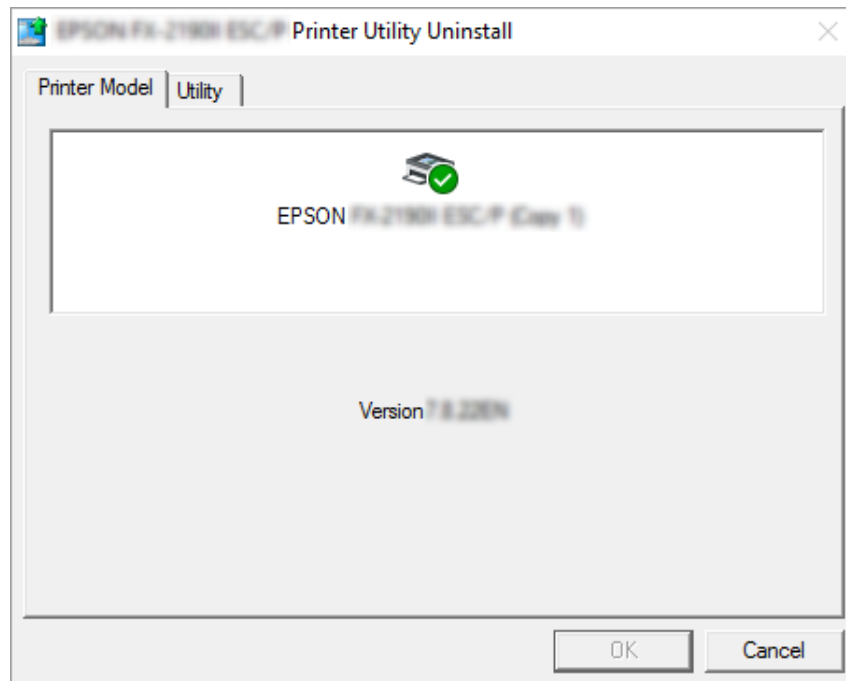 Printer Utility Uninstall
Printer Model
Utility
EPSON
Version
OK
Cancel